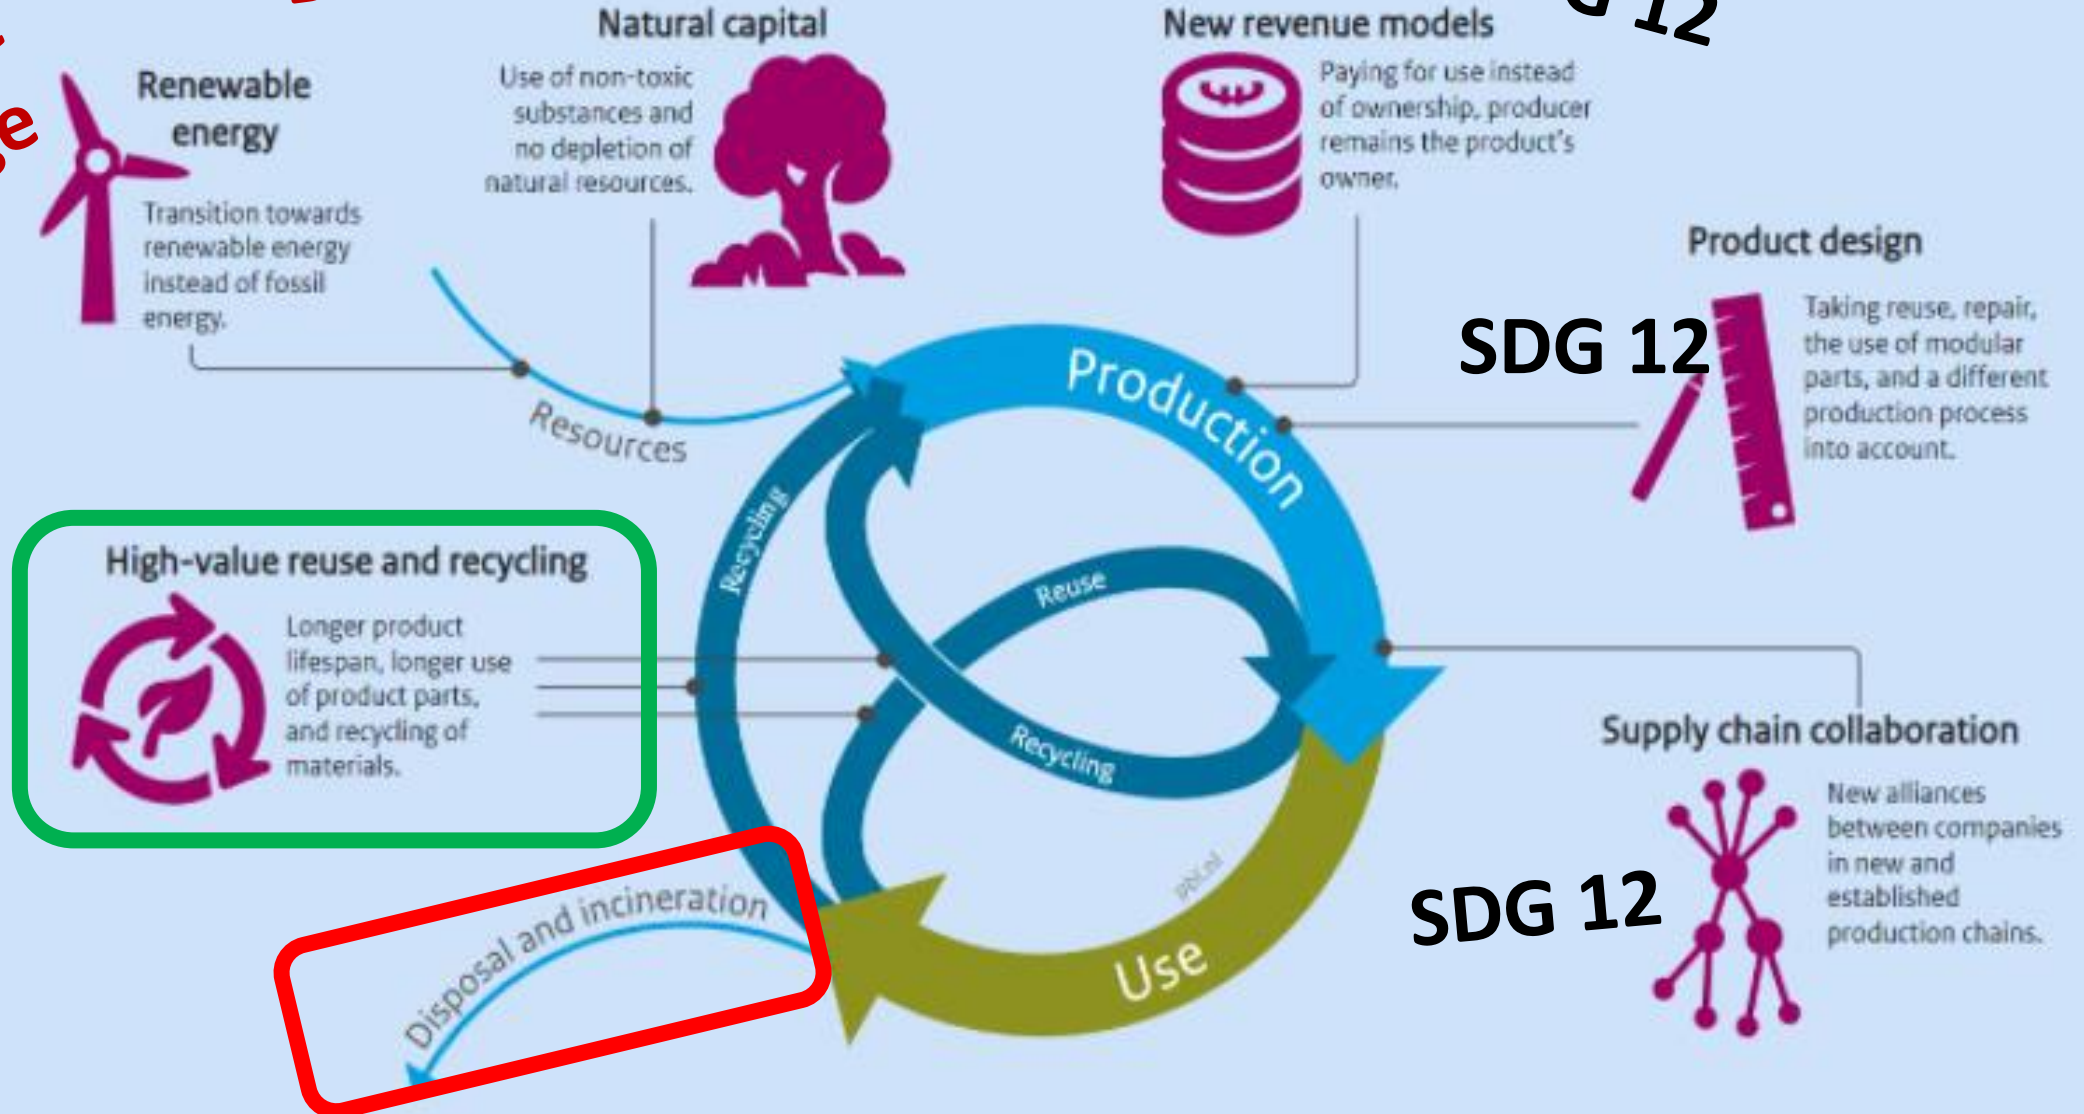 G 12
e
Natural capital
Use of non-toxic
substances and
no depletion of
natural resources.
New revenue models
Paying for use instead
of ownership, producer
remains the product's
owner.
Renewable
energy
Transition towards
renewable energy
instead of fossil
energy.
Product design
Taking reuse, repair,
the use of modular
parts, and a different
production process
into account.
SDG 12
Resources
Production
High-value reuse and recycling
Longer product
lifespan, longer use
of product parts,
and recycling of
materials.
Recycling
Reuse
Recycling
Supply chain collaboration
New alliances
between companies
in new and
established
production chains.
SDG 12
pbl.nl
Use
Disposal and incineration